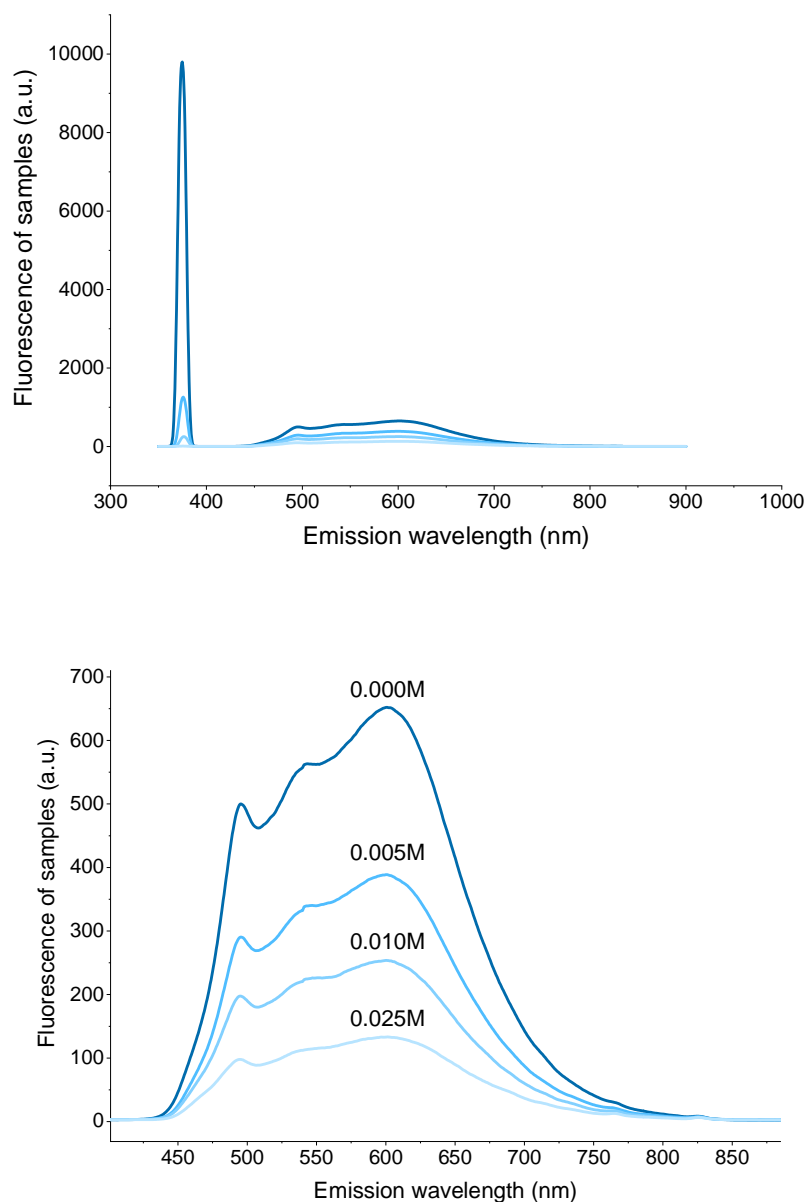 Fluorescence of samples (a.u.)
10000
8000
6000
4000
2000
0
300 400 500 600 700 800 900 1000
Emission wavelength (nm)
Fluorescence of samples (a.u.)
700
600
500
400
300
200
100
0
0.000M
0.005M
0.010M
0.025M
450 500 550 600 650 700 750 800 850
Emission wavelength (nm)